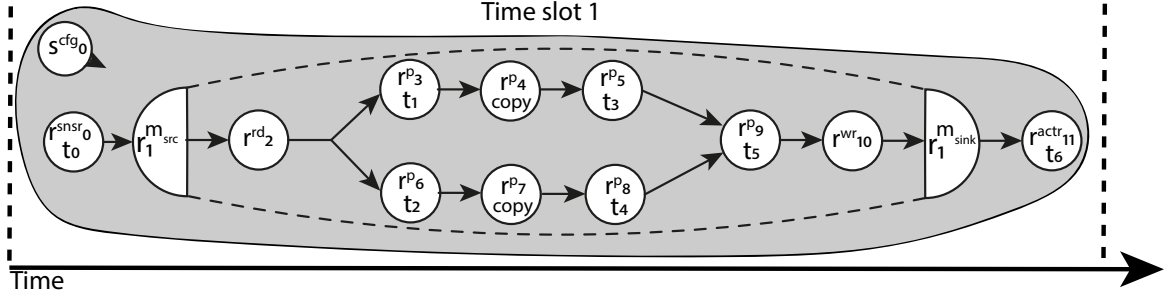 Time slot 1
s^cfg_0
r^snsr_0
t_0
r_1^m_src
r^rd_2
r^p_3
t_1
r^p_4
copy
r^p_5
t_3
r^p_6
t_2
r^p_7
copy
r^p_8
t_4
r^p_9
t_5
r^wr_10
r_1^m_sink
r^actr_11
t_6
Time